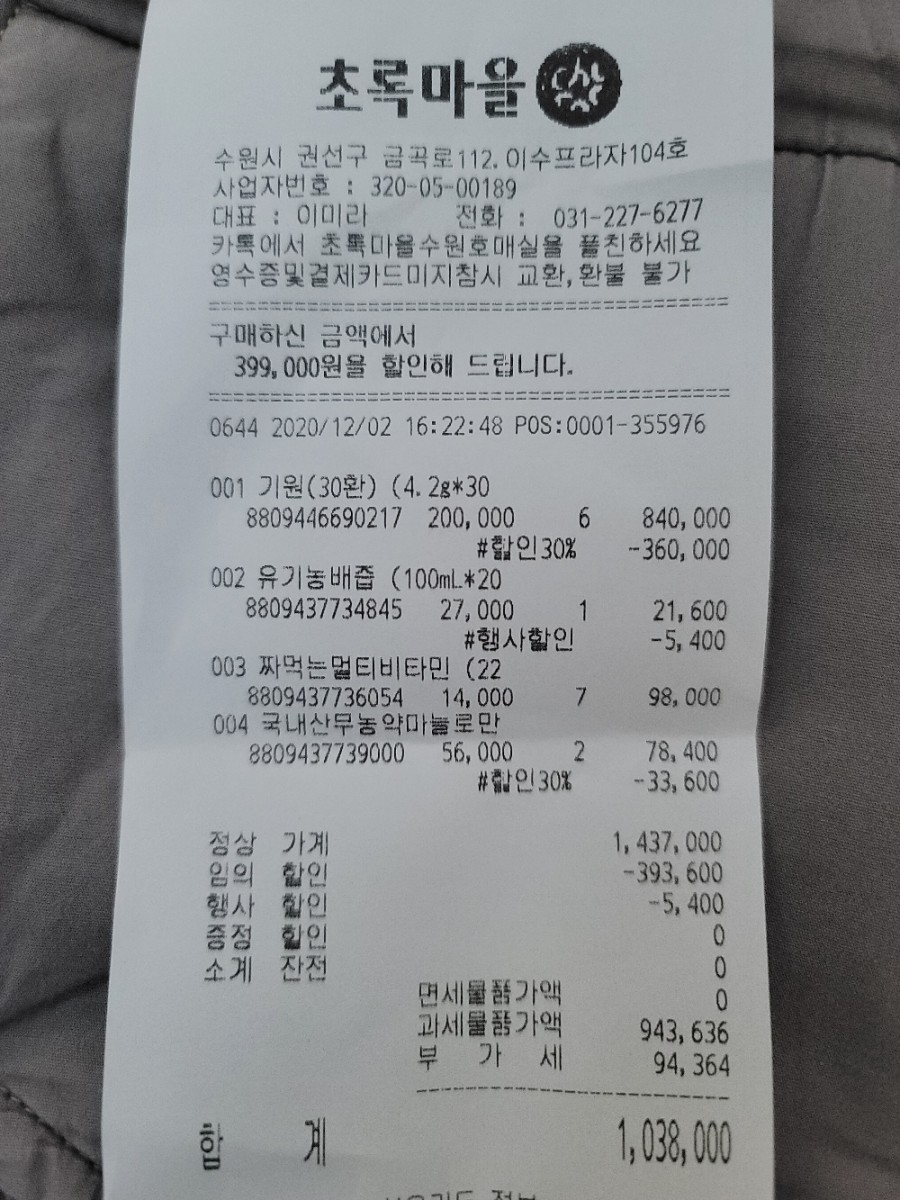 초록마을
수원시 권선구 금곡로112. 이수프라자104호
사업자번호 : 320-05-00189
대표 : 이미라 전화 : 031-227-6277
카톡에서 초록마을수원호매실을 플친하세요
영수증및결제카드미지참시 교환,환불 불가
================================================
구매하신 금액에서
399,000원을 할인해 드립니다.
================================================
0644 2020/12/02 16:22:48 POS:0001-355976
001 기원(30환) (4.2g*30
8809446690217 200,000 6 840,000
#할인30% -360,000
002 유기농배즙 (100mL*20
8809437734845 27,000 1 21,600
#행사할인 -5,400
003 짜먹는멀티비타민 (22
8809437736054 14,000 7 98,000
004 국내산무농약마늘로만
8809437739000 56,000 2 78,400
#할인30% -33,600
정상 가계 1,437,000
임의 할인 -393,600
행사 할인 -5,400
증정 할인 0
소계 잔전 0
면세물품가액 0
과세물품가액 943,636
부 가 세 94,364
--------------------------------
합 계 1,038,000